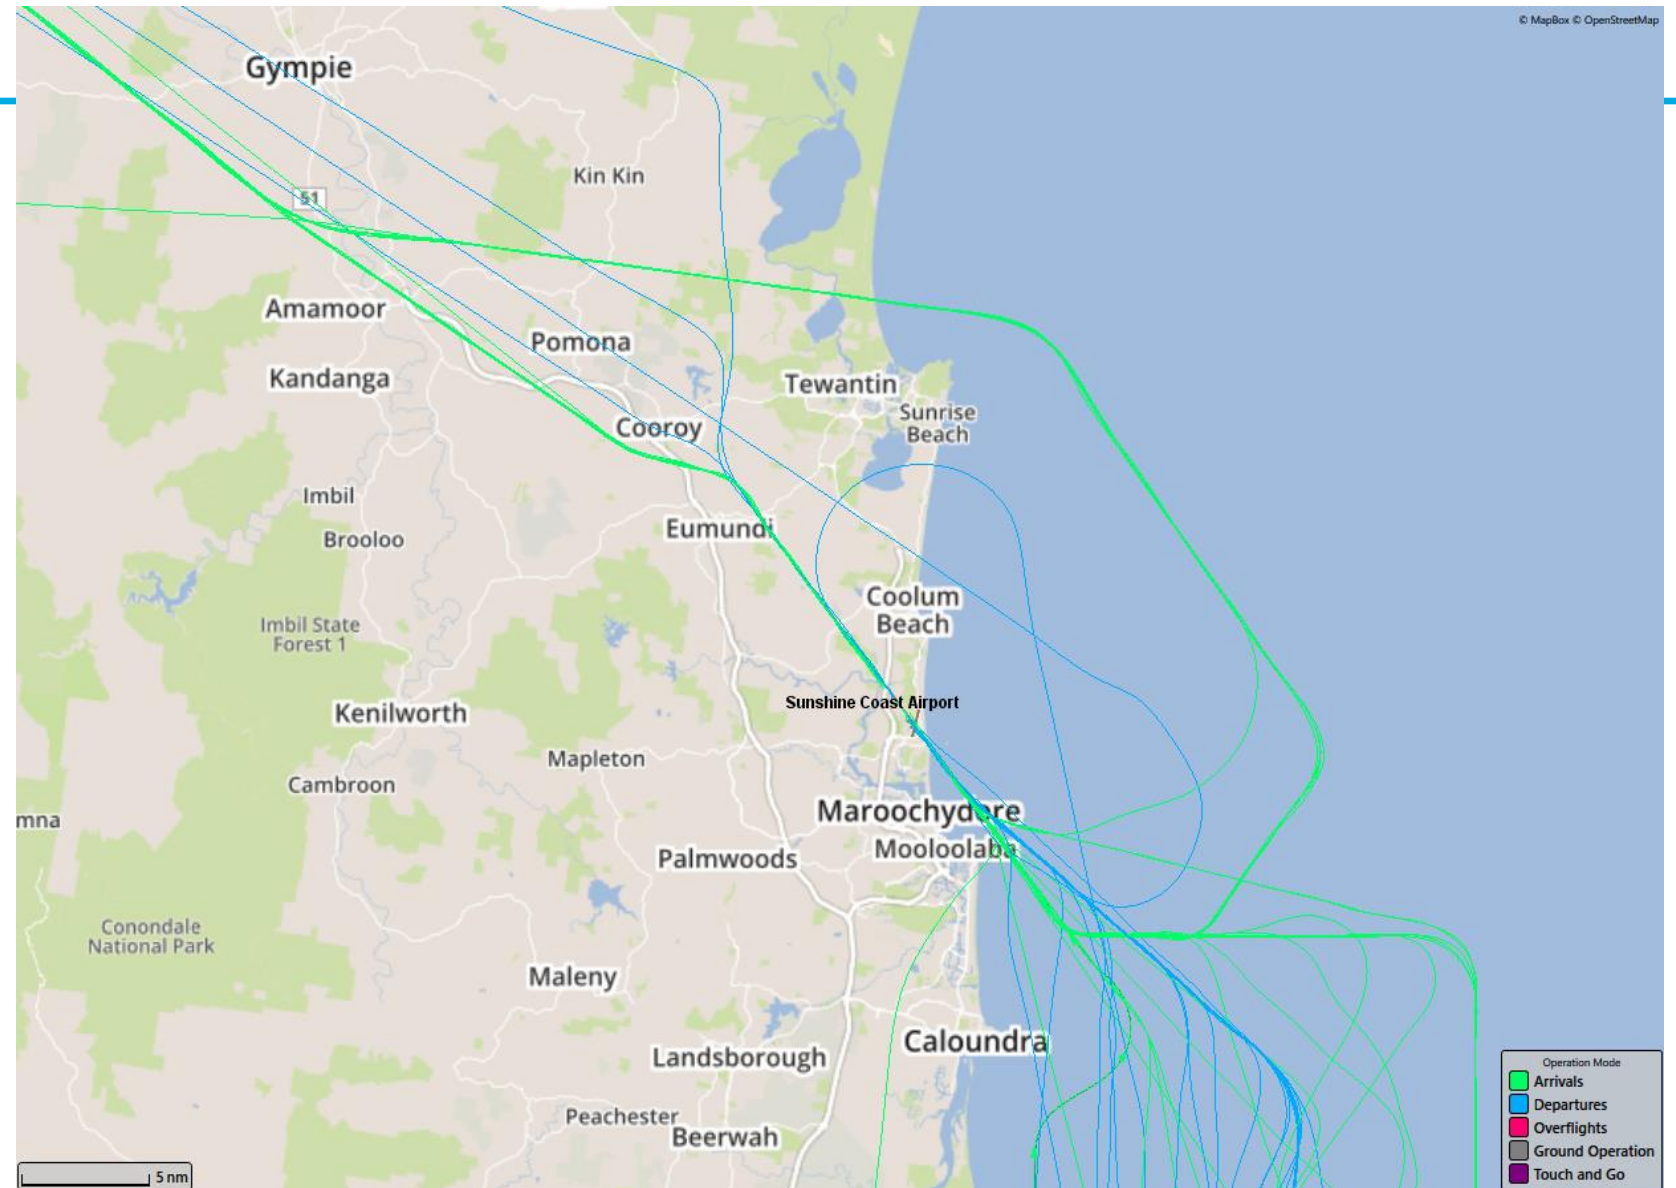 © MapBox © OpenStreetMap
Gympie
Kin Kin
51
Amamoor
Pomona
Kandanga
Tewantin
Sunrise
Beach
Cooroy
Imbil
Eumundi
Brooloo
Coolum
Beach
Imbil State
Forest 1
Sunshine Coast Airport
Kenilworth
Mapleton
Cambroon
Maroochydore
mna
Mooloolaba
Palmwoods
Conondale
National Park
Maleny
Caloundra
Landsborough
Peachester
Beerwah
Operation Mode
Arrivals
Departures
Overflights
Ground Operation
Touch and Go
5 nm